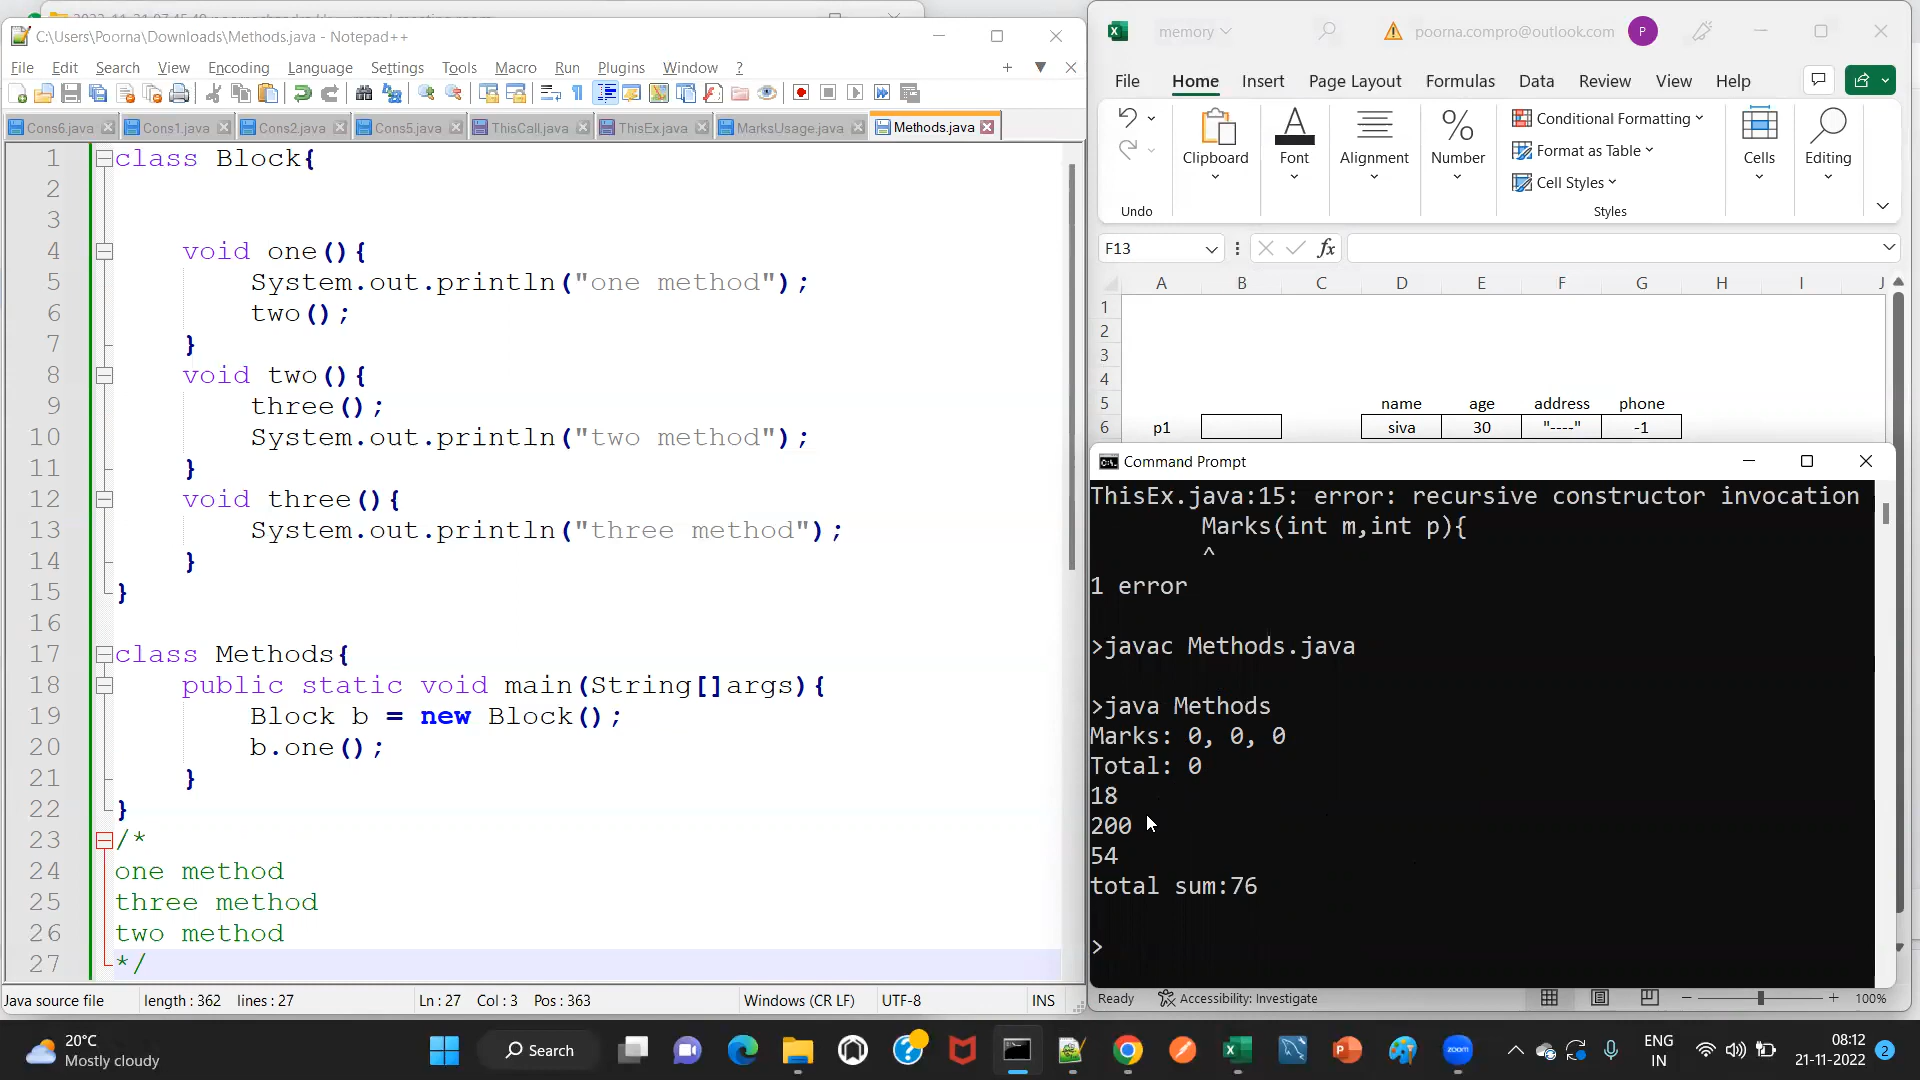 C:\Users\Poorna\Downloads\Methods.java - Notepad++
File Edit Search View Encoding Language Settings Tools Macro Run Plugins Window ?
Cons6.java Cons1.java Cons2.java Cons5.java ThisCall.java ThisEx.java MarksUsage.java Methods.java
1 class Block{
2
3
4 void one(){
5 System.out.println("one method");
6 two();
7 }
8 void two(){
9 three();
10 System.out.println("two method");
11 }
12 void three(){
13 System.out.println("three method");
14 }
15 }
16
17 class Methods{
18 public static void main(String[]args){
19 Block b = new Block();
20 b.one();
21 }
22 }
23 /*
24 one method
25 three method
26 two method
27 */
Java source file length : 362 lines : 27 Ln : 27 Col : 3 Pos : 363 Windows (CR LF) UTF-8 INS
memory poorna.compro@outlook.com P
File Home Insert Page Layout Formulas Data Review View Help
Undo Clipboard Font Alignment Number
Conditional Formatting
Format as Table
Cell Styles
Styles
Cells Editing
F13 fx
A B C D E F G H I J
1
2
3
4
5 name age address phone
6 p1 siva 30 "----" -1
Command Prompt
ThisEx.java:15: error: recursive constructor invocation
Marks(int m,int p){
^
1 error
>javac Methods.java
>java Methods
Marks: 0, 0, 0
Total: 0
18
200
54
total sum:76
>
Ready Accessibility: Investigate 100%
20°C
Mostly cloudy
Search
zoom
ENG
IN
08:12
21-11-2022
2